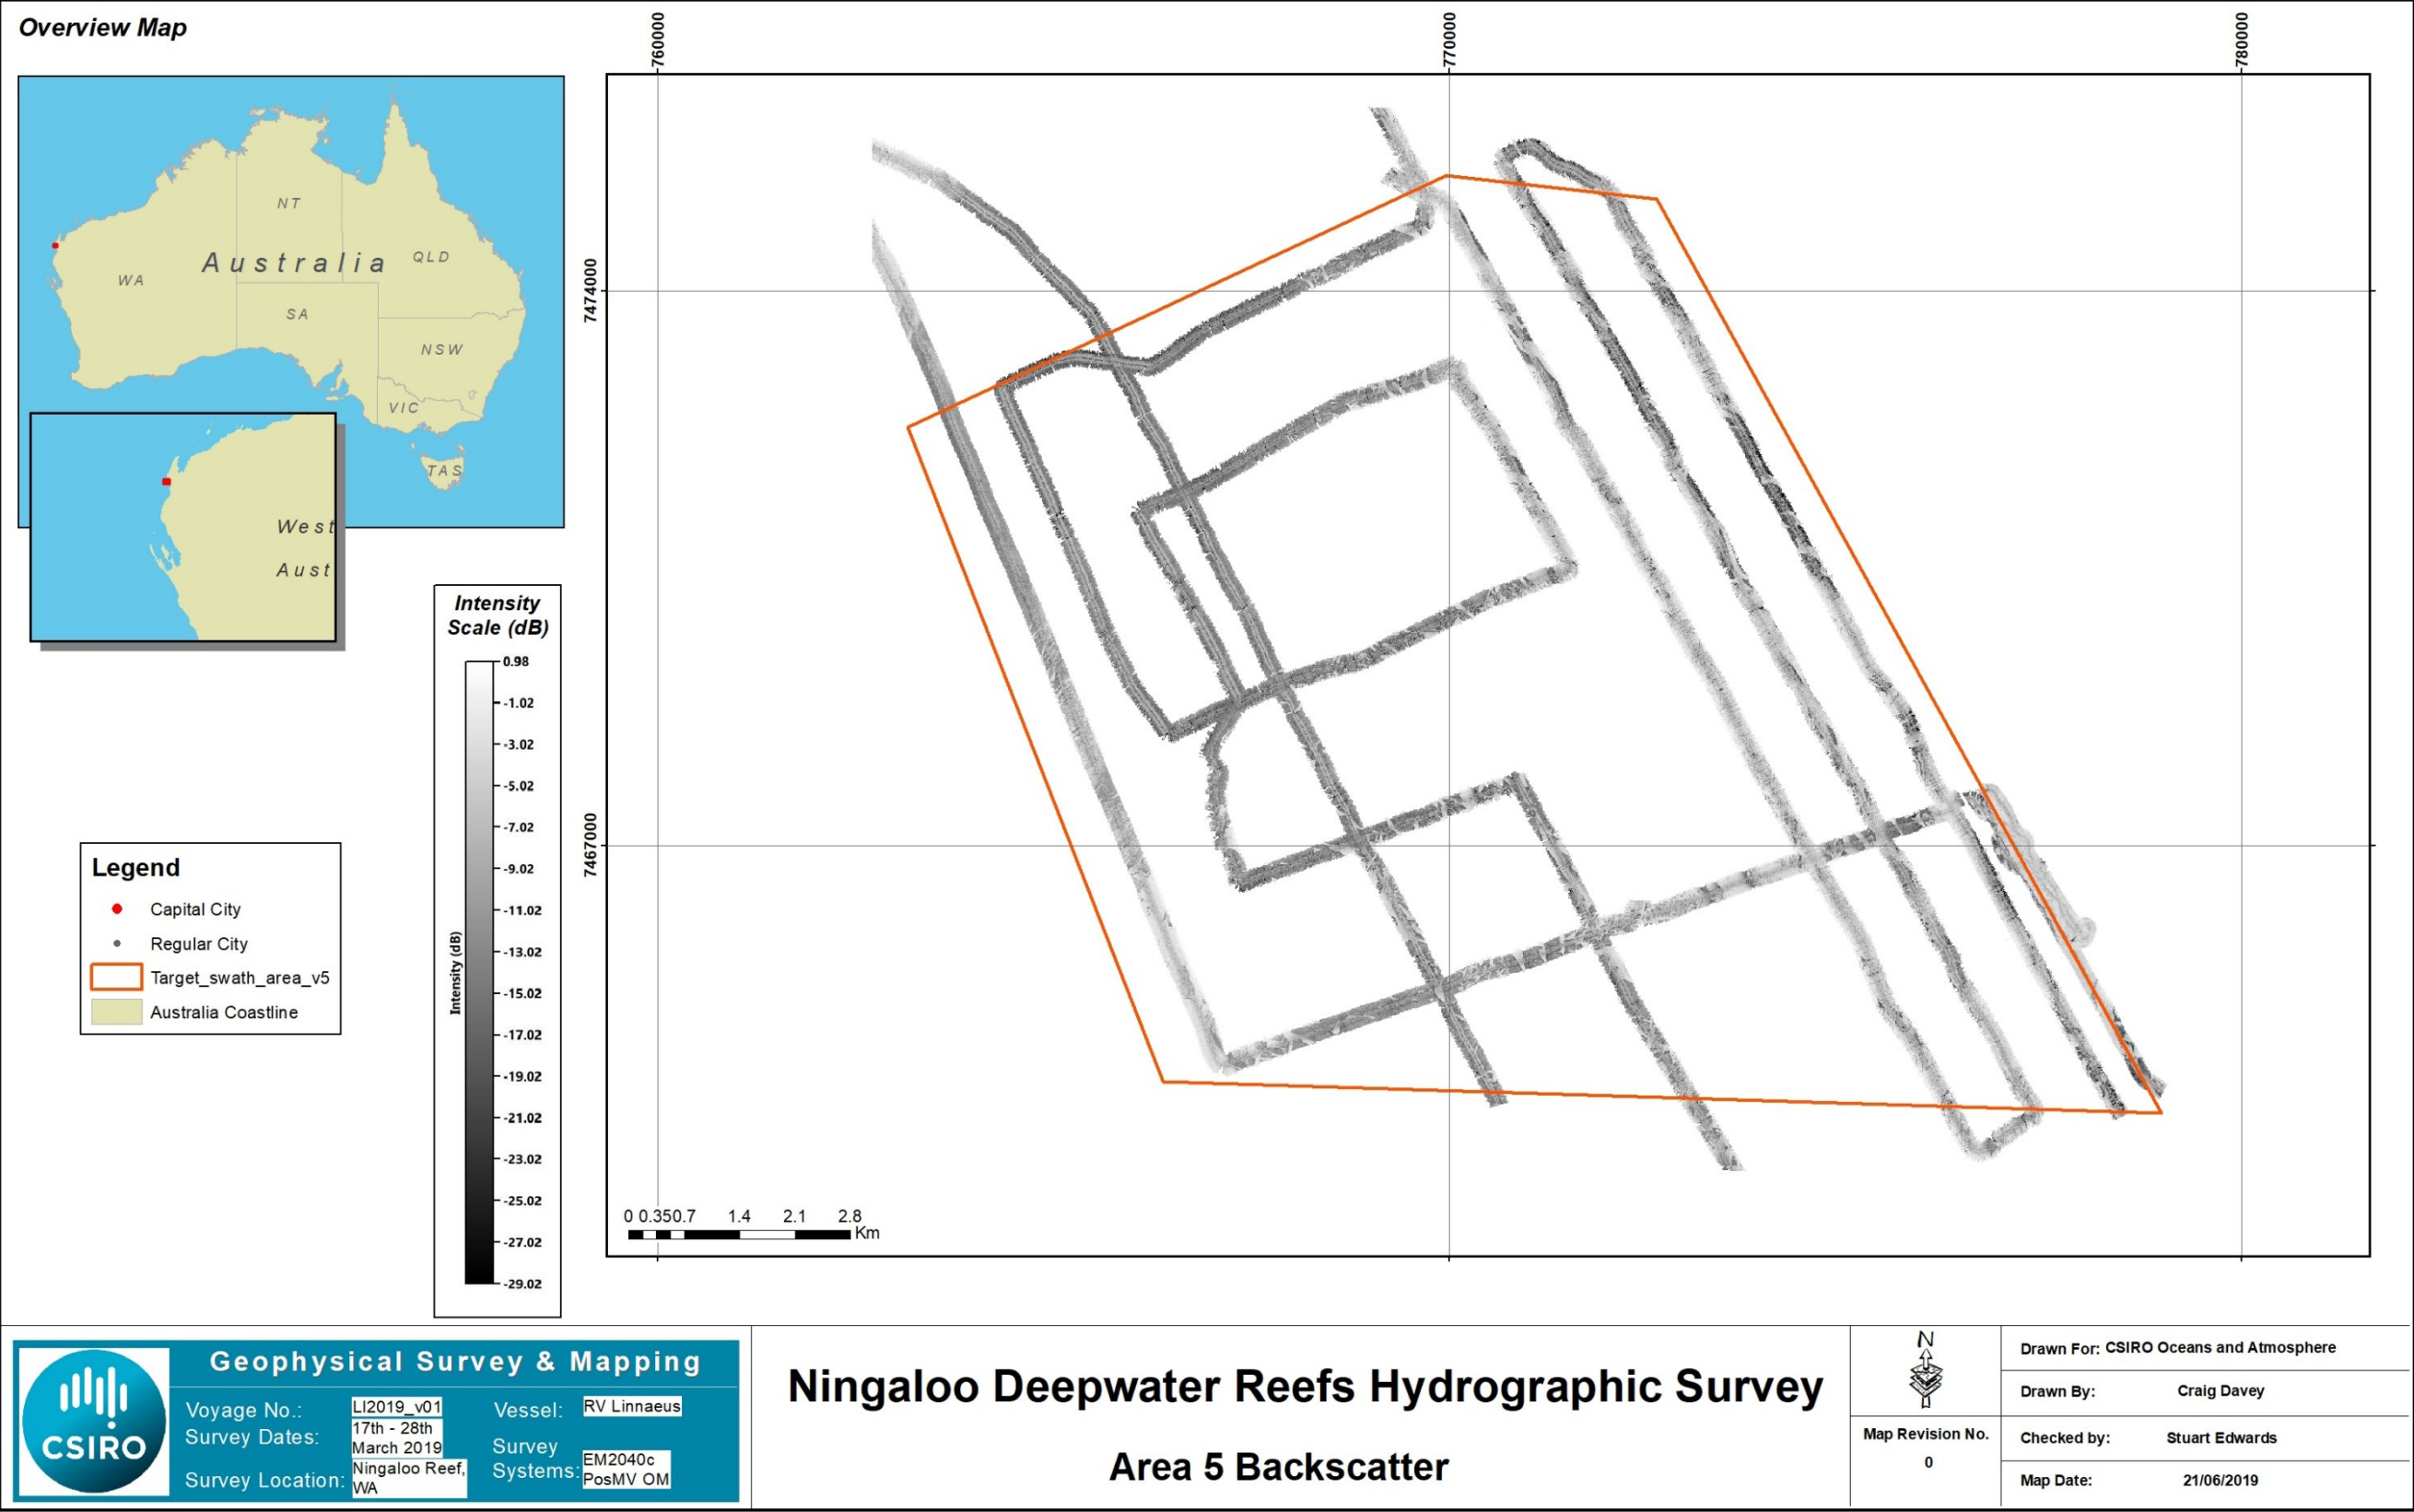 Overview Map
760000
770000
780000
NT
QLD
Australia
WA
SA
NSW
VIC
TAS
West
Aust
7474000
7467000
Intensity
Scale (dB)
0.98
-1.02
-3.02
-5.02
-7.02
-9.02
-11.02
-13.02
-15.02
-17.02
-19.02
-21.02
-23.02
-25.02
-27.02
-29.02
Intensity (dB)
Legend
Capital City
Regular City
Target_swath_area_v5
Australia Coastline
0 0.35 0.7 1.4 2.1 2.8
Km
Geophysical Survey & Mapping
CSIRO
Voyage No.: LI2019_v01
Survey Dates: 17th - 28th
March 2019
Survey Location: Ningaloo Reef,
WA
Vessel: RV Linnaeus
Survey
Systems: EM2040c
PosMV OM
Ningaloo Deepwater Reefs Hydrographic Survey
Area 5 Backscatter
N
Map Revision No.
0
Drawn For: CSIRO Oceans and Atmosphere
Drawn By: Craig Davey
Checked by: Stuart Edwards
Map Date: 21/06/2019